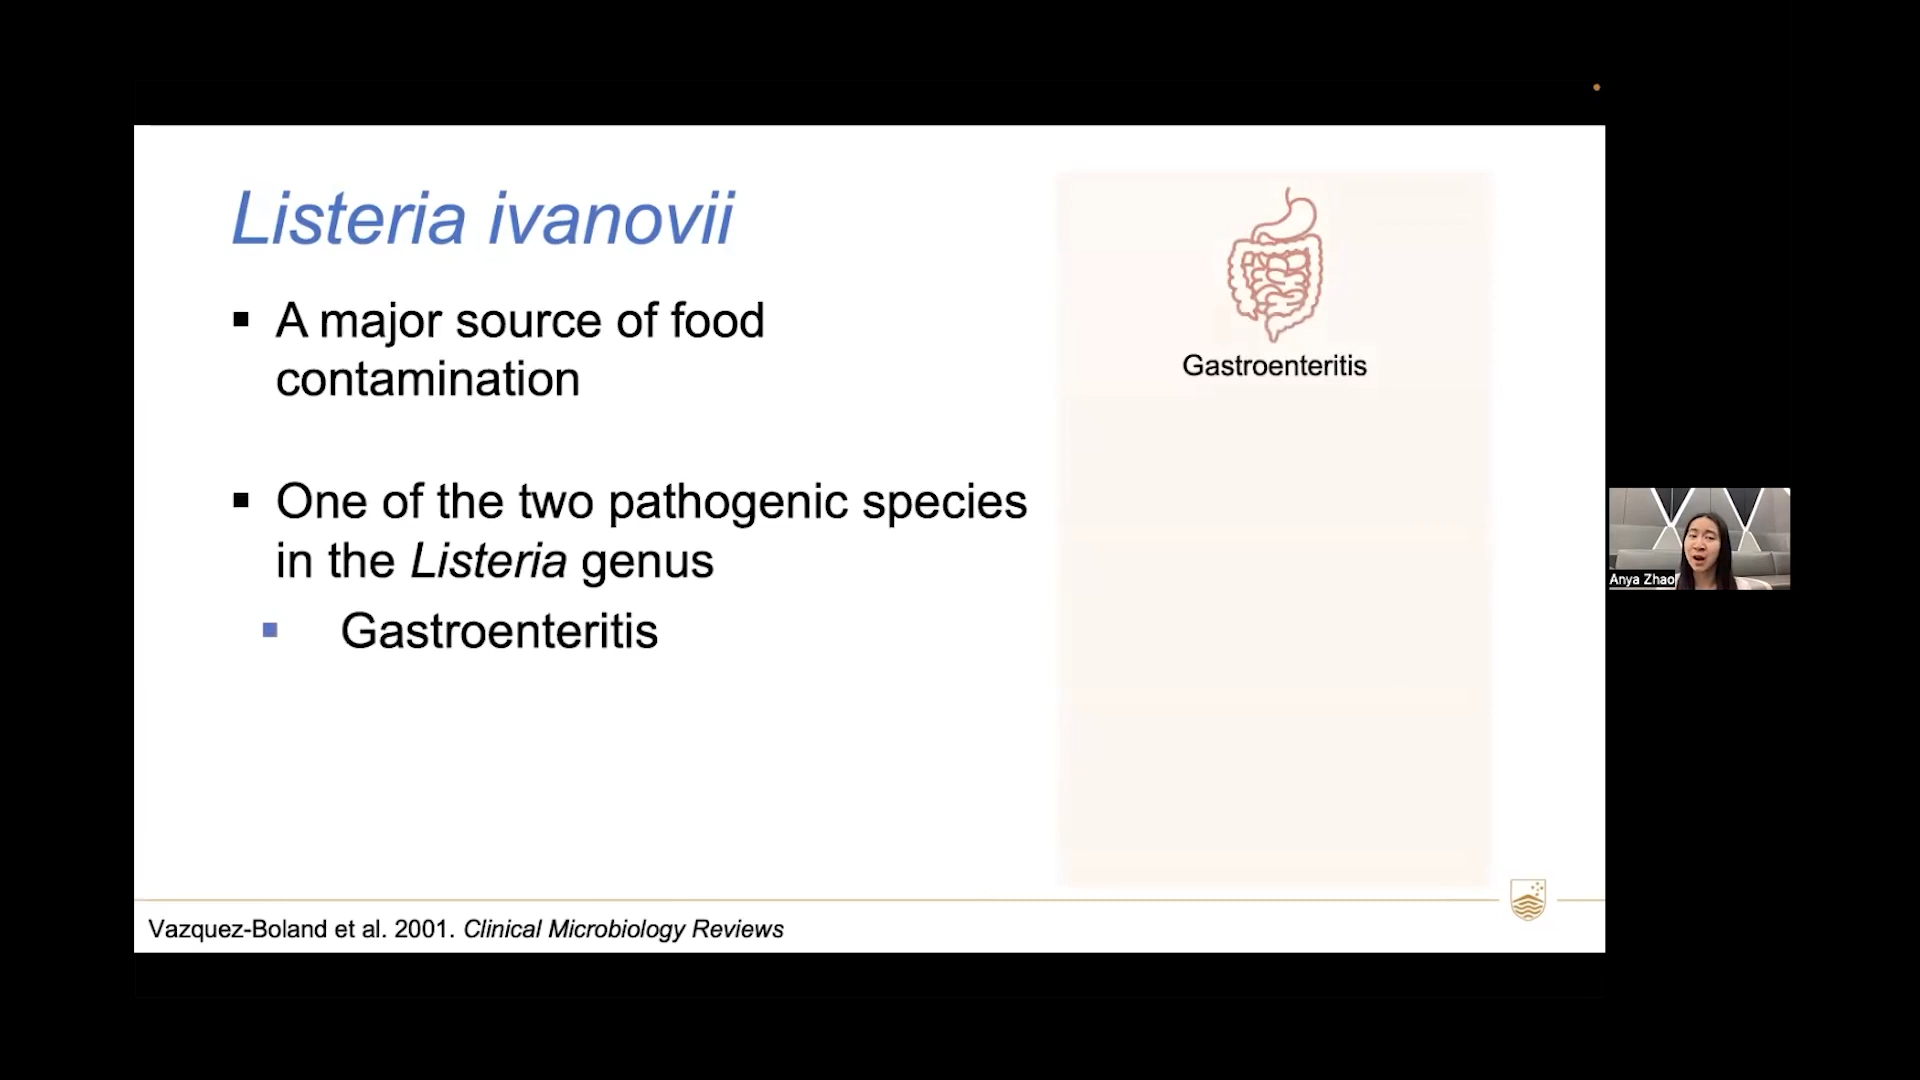 Listeria ivanovii
▪ A major source of food
contamination
▪ One of the two pathogenic species
in the Listeria genus
▪ Gastroenteritis
Gastroenteritis
Anya Zhao
Vazquez-Boland et al. 2001. Clinical Microbiology Reviews